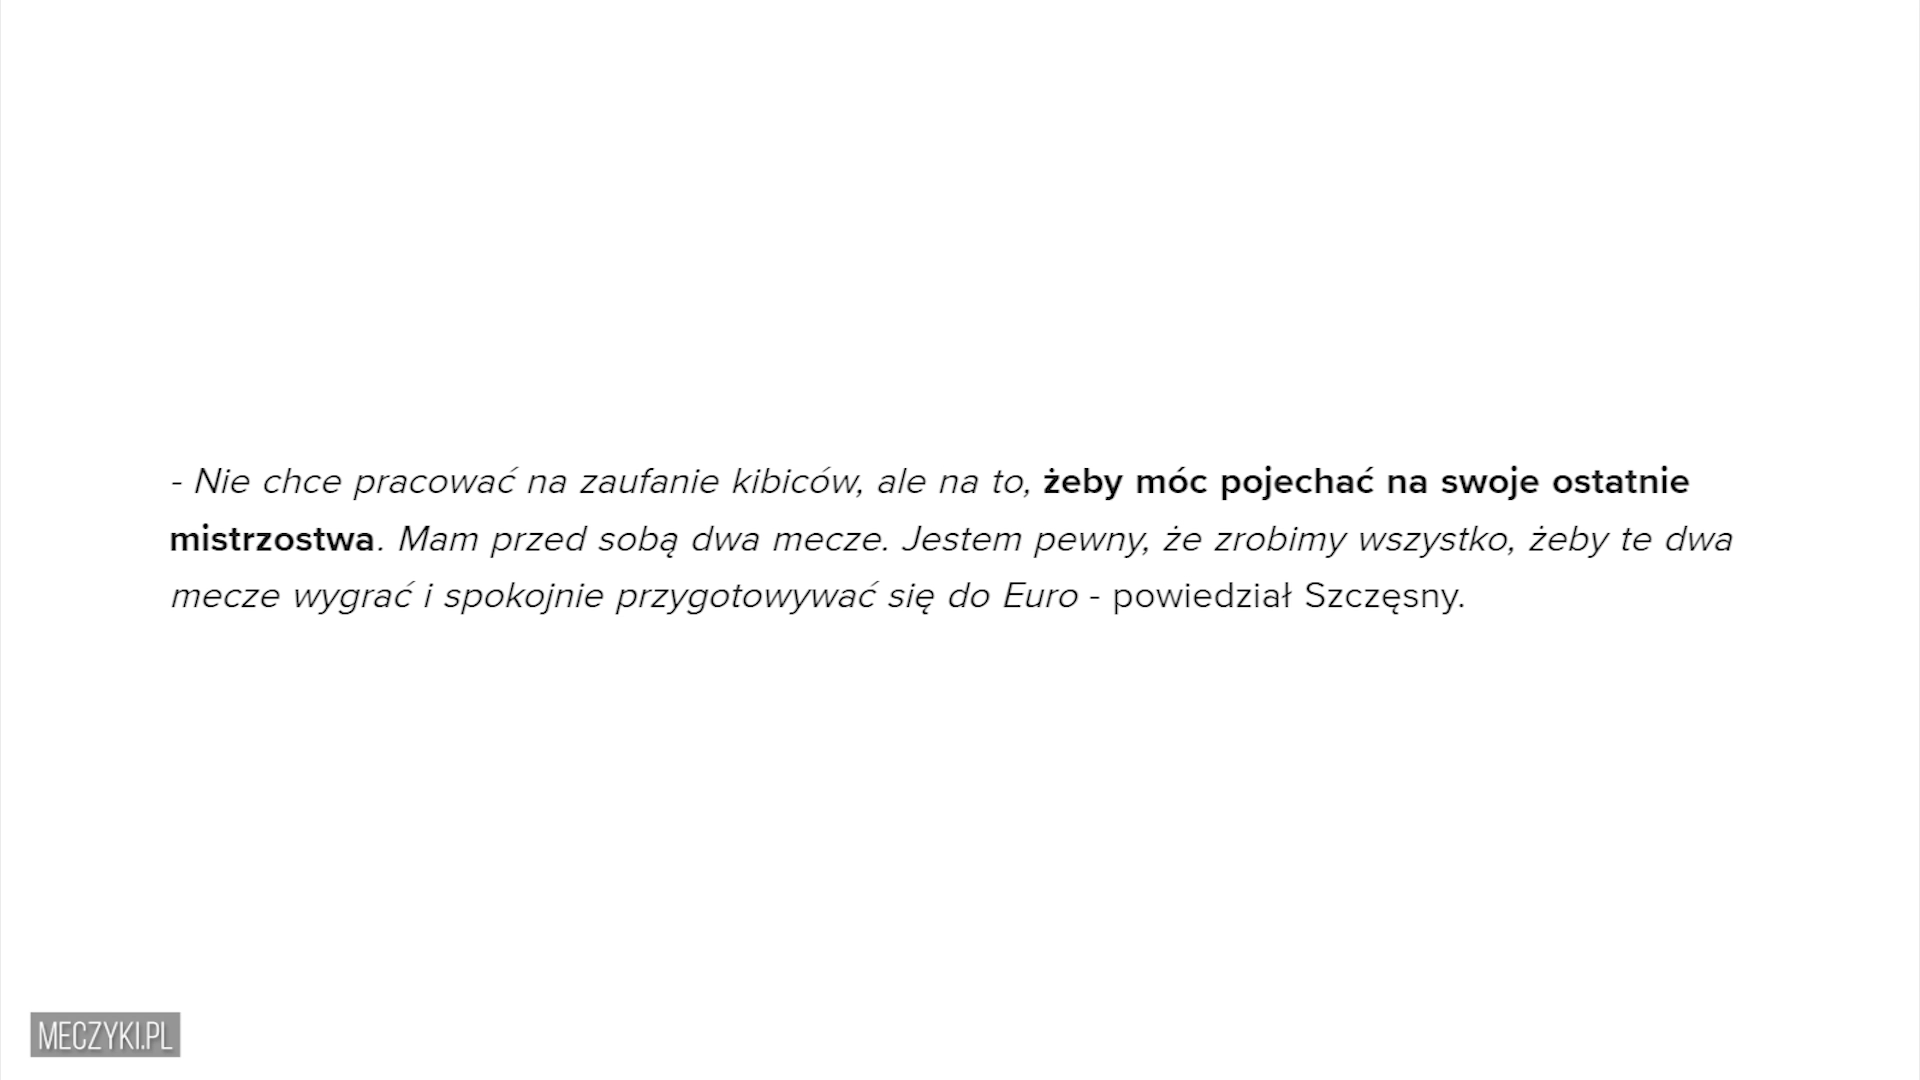 - Nie chce pracować na zaufanie kibiców, ale na to, żeby móc pojechać na swoje ostatnie
mistrzostwa. Mam przed sobą dwa mecze. Jestem pewny, że zrobimy wszystko, żeby te dwa
mecze wygrać i spokojnie przygotowywać się do Euro - powiedział Szczęsny.
MECZYKI.PL